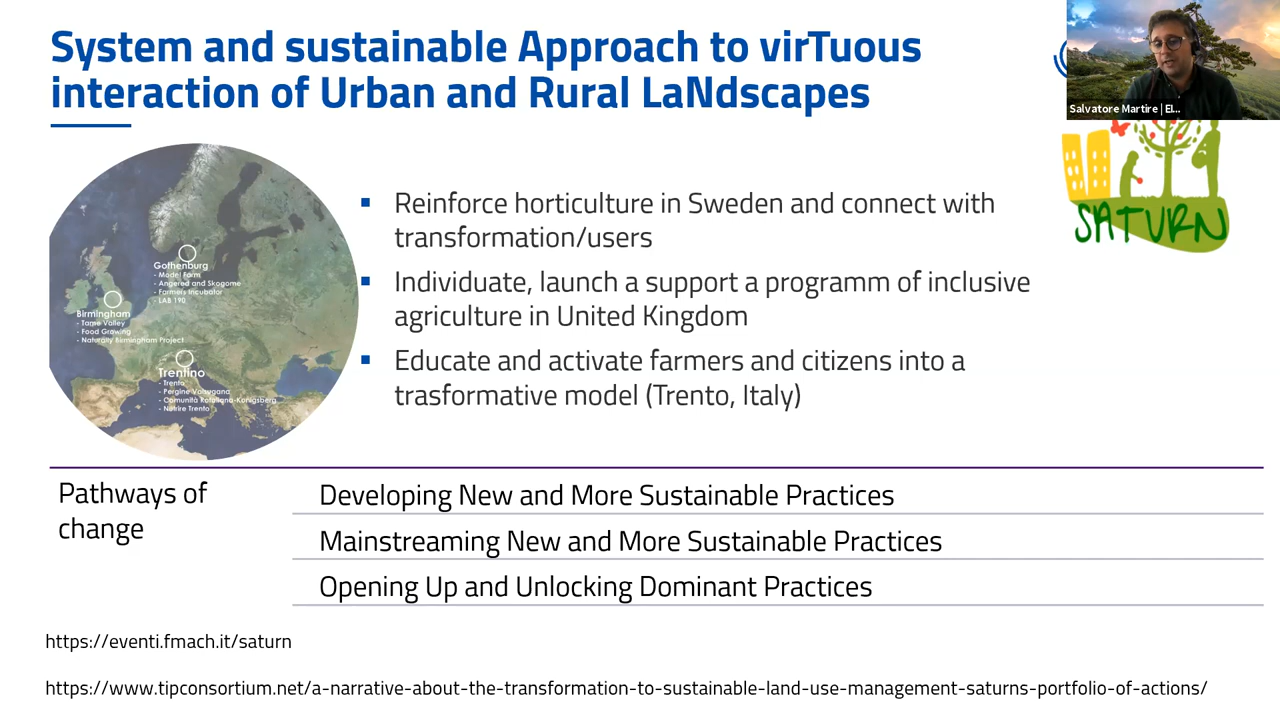 System and sustainable Approach to virTuous
interaction of Urban and Rural LaNdscapes
Salvatore Martire | EI...
SATURN
Gothenburg
- Model Farm
- Angered and Skogome
- Farmers Incubator
- LAB 190
Birmingham
- Tame Valley
- Food Growing
- Naturally Birmingham Project
Trentino
- Trento
- Pergine Valsugana
- Comunità Rotaliana-Königsberg
- Nutrire Trento
▪ Reinforce horticulture in Sweden and connect with
transformation/users
▪ Individuate, launch a support a programm of inclusive
agriculture in United Kingdom
▪ Educate and activate farmers and citizens into a
trasformative model (Trento, Italy)
Pathways of
change
Developing New and More Sustainable Practices
Mainstreaming New and More Sustainable Practices
Opening Up and Unlocking Dominant Practices
https://eventi.fmach.it/saturn
https://www.tipconsortium.net/a-narrative-about-the-transformation-to-sustainable-land-use-management-saturns-portfolio-of-actions/